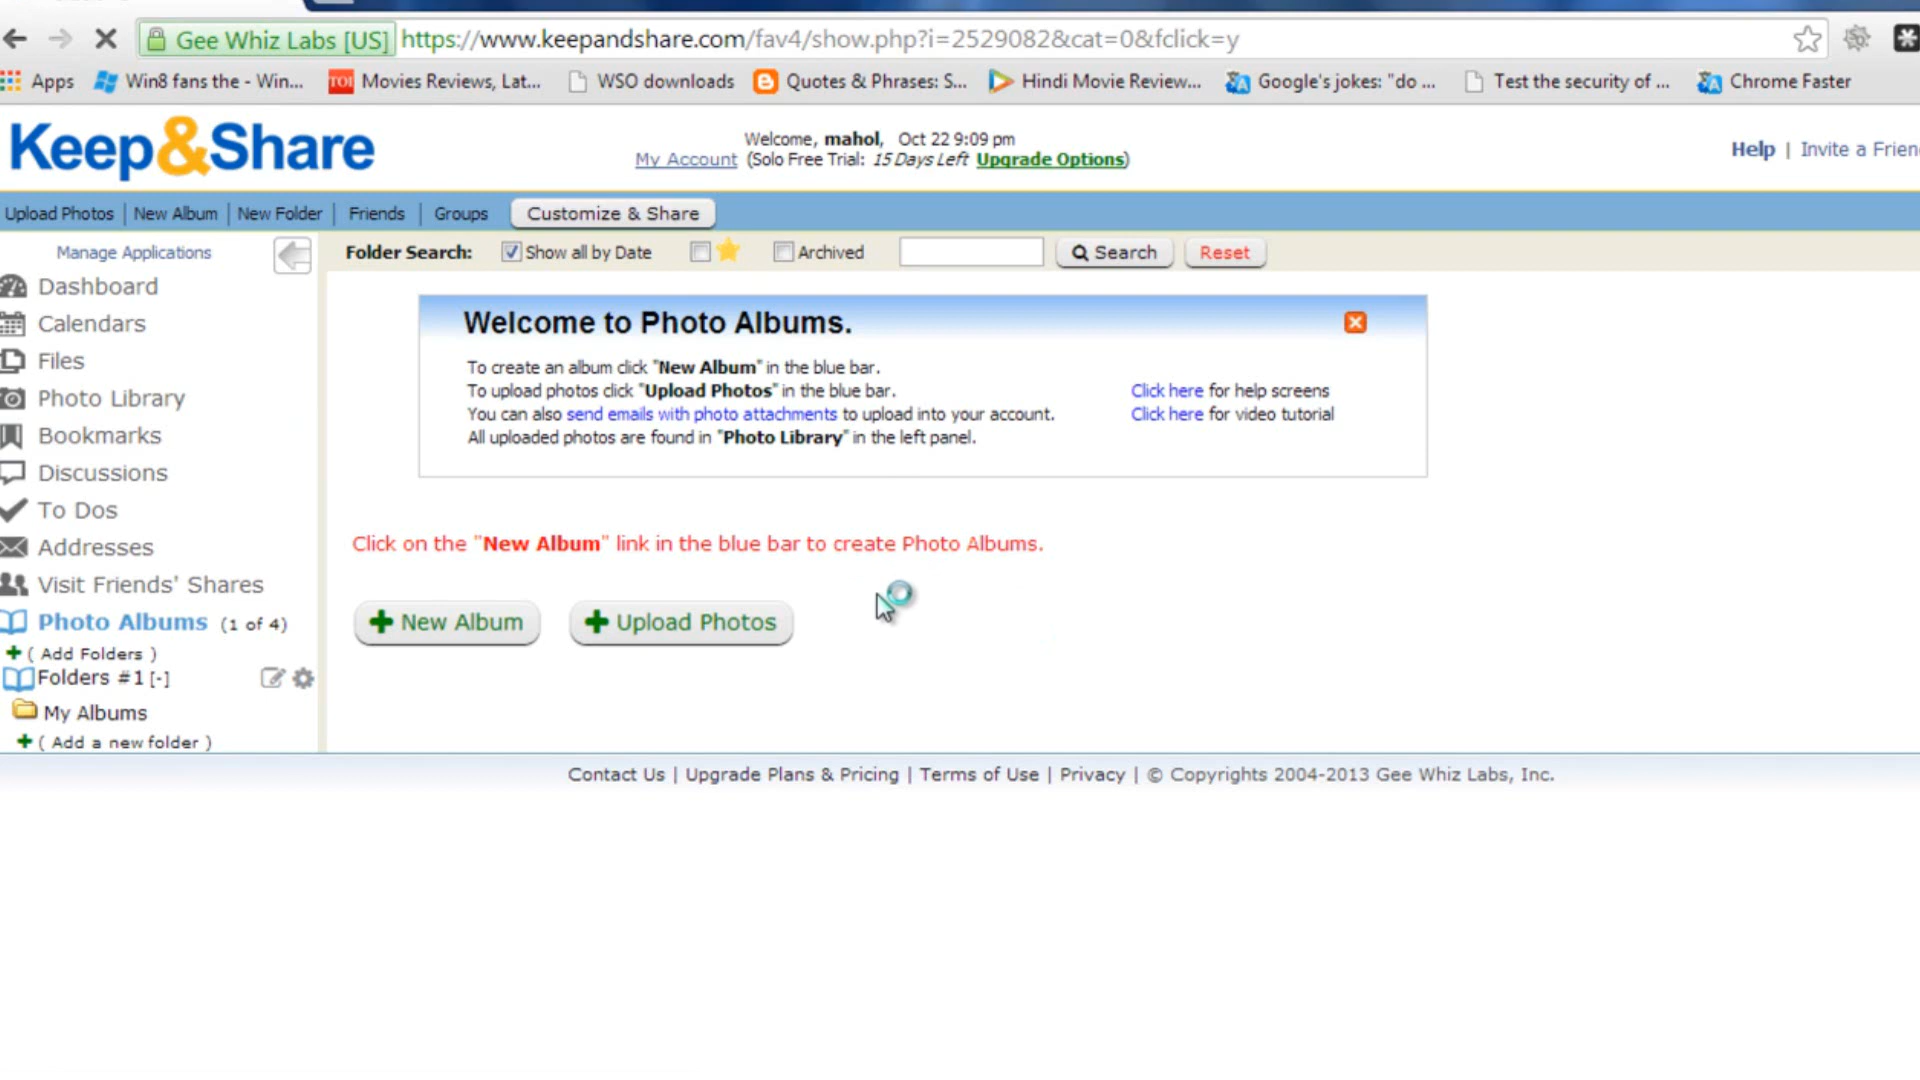 Gee Whiz Labs [US] https://www.keepandshare.com/fav4/show.php?i=2529082&cat=0&fclick=y
Apps Win8 fans the - Win... TOI Movies Reviews, Lat... WSO downloads Quotes & Phrases: S... Hindi Movie Review... Google's jokes: "do ... Test the security of ... Chrome Faster
Keep&Share
Welcome, mahol, Oct 22 9:09 pm
My Account (Solo Free Trial: 15 Days Left Upgrade Options)
Help | Invite a Frien
Upload Photos | New Album | New Folder | Friends | Groups Customize & Share
Manage Applications
Folder Search: Show all by Date Archived Search Reset
Dashboard
Calendars
Files
Photo Library
Bookmarks
Discussions
To Dos
Addresses
Visit Friends' Shares
Photo Albums (1 of 4)
( Add Folders )
Folders #1 [-]
My Albums
( Add a new folder )
Welcome to Photo Albums.
To create an album click "New Album" in the blue bar.
To upload photos click "Upload Photos" in the blue bar.
You can also send emails with photo attachments to upload into your account.
All uploaded photos are found in "Photo Library" in the left panel.
Click here for help screens
Click here for video tutorial
Click on the "New Album" link in the blue bar to create Photo Albums.
New Album Upload Photos
Contact Us | Upgrade Plans & Pricing | Terms of Use | Privacy | © Copyrights 2004-2013 Gee Whiz Labs, Inc.